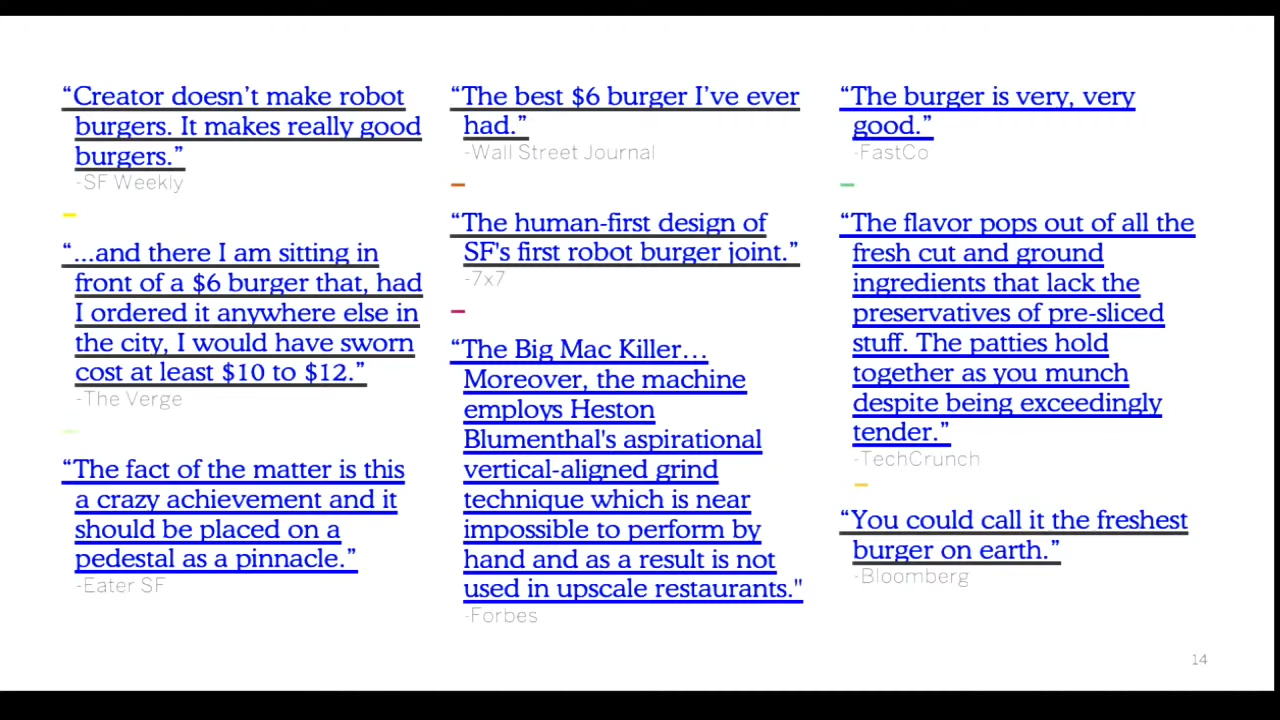 “Creator doesn’t make robot
burgers. It makes really good
burgers.”
-SF Weekly
“...and there I am sitting in
front of a $6 burger that, had
I ordered it anywhere else in
the city, I would have sworn
cost at least $10 to $12.”
-The Verge
“The fact of the matter is this
a crazy achievement and it
should be placed on a
pedestal as a pinnacle.”
-Eater SF
“The best $6 burger I’ve ever
had.”
-Wall Street Journal
“The human-first design of
SF's first robot burger joint.”
-7x7
“The Big Mac Killer…
Moreover, the machine
employs Heston
Blumenthal's aspirational
vertical-aligned grind
technique which is near
impossible to perform by
hand and as a result is not
used in upscale restaurants."
-Forbes
“The burger is very, very
good.”
-FastCo
“The flavor pops out of all the
fresh cut and ground
ingredients that lack the
preservatives of pre-sliced
stuff. The patties hold
together as you munch
despite being exceedingly
tender.”
-TechCrunch
“You could call it the freshest
burger on earth.”
-Bloomberg
14